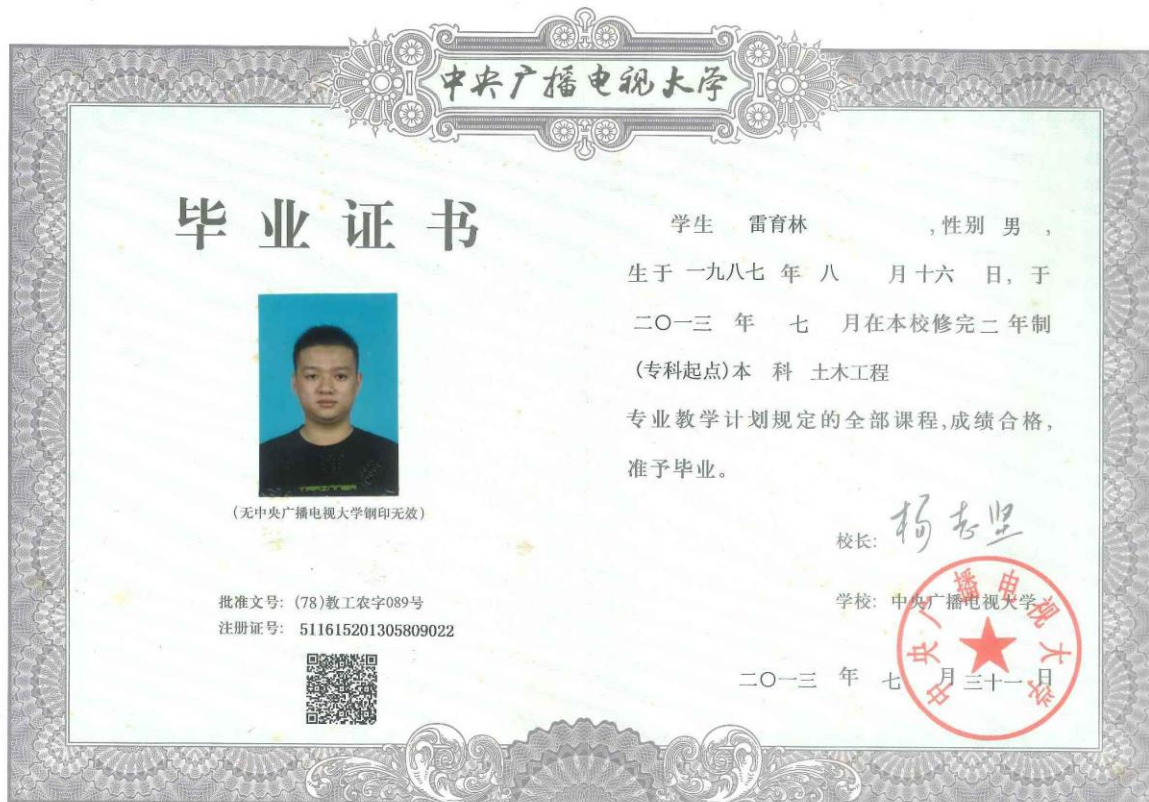 中央广播电视大学
毕业证书
TRAINNER
(无中央广播电视大学钢印无效)
批准文号: (78)教工农字089号
注册证号: 511615201305809022
学生 雷育林 ,性别 男 ,
生于 一九八七 年 八 月 十六 日, 于
二〇一三 年 七 月在本校修完 二 年制
(专科起点)本 科 土木工程
专业教学计划规定的全部课程,成绩合格,
准予毕业。
校长: 杨志坚
学校: 中央广播电视大学
中央广播电视大学
二〇一三 年 七 月 三十一 日